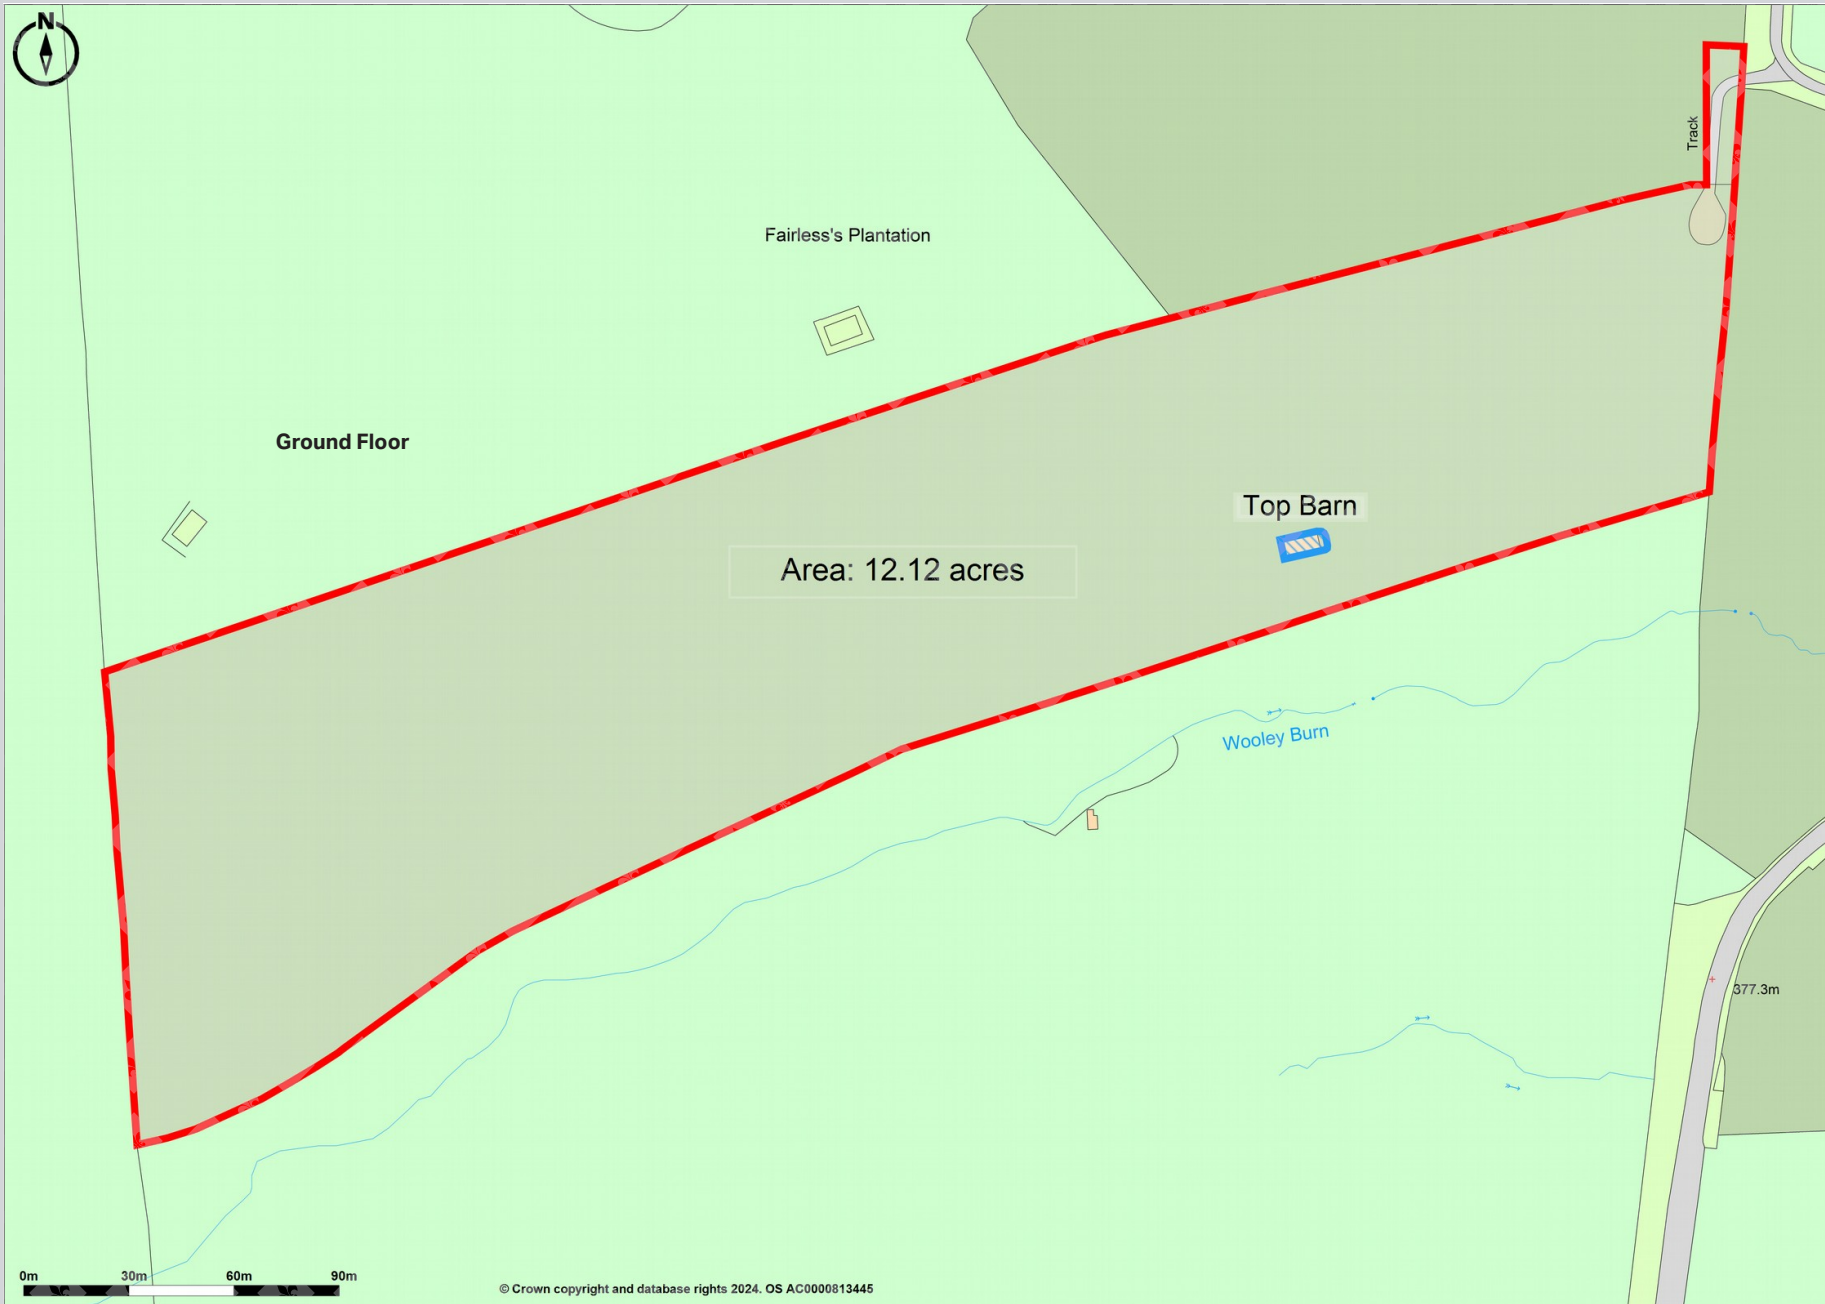 N
Track
Fairless's Plantation
Ground Floor
Top Barn
Area: 12.12 acres
Wooley Burn
377.3m
0m 30m 60m 90m
© Crown copyright and database rights 2024. OS AC0000813445